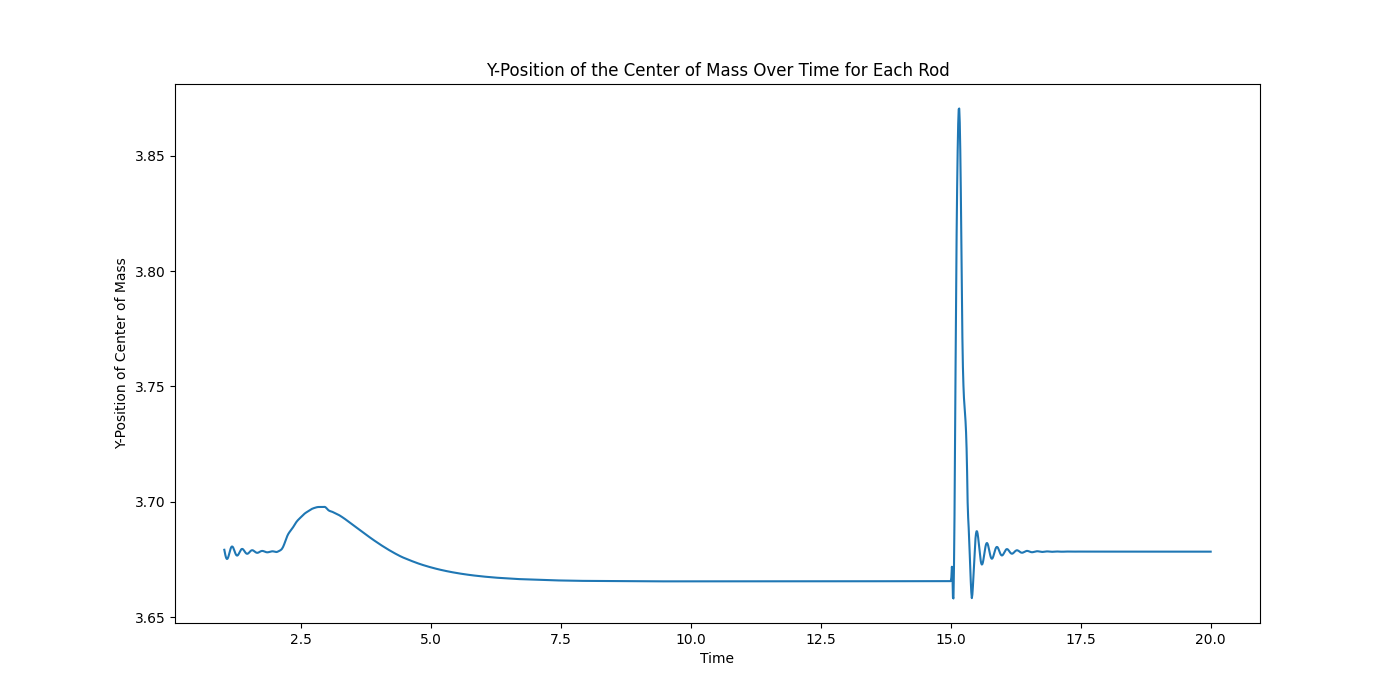 Y-Position of the Center of Mass Over Time for Each Rod
Y-Position of Center of Mass
3.85
3.80
3.75
3.70
3.65
2.5 5.0 7.5 10.0 12.5 15.0 17.5 20.0
Time